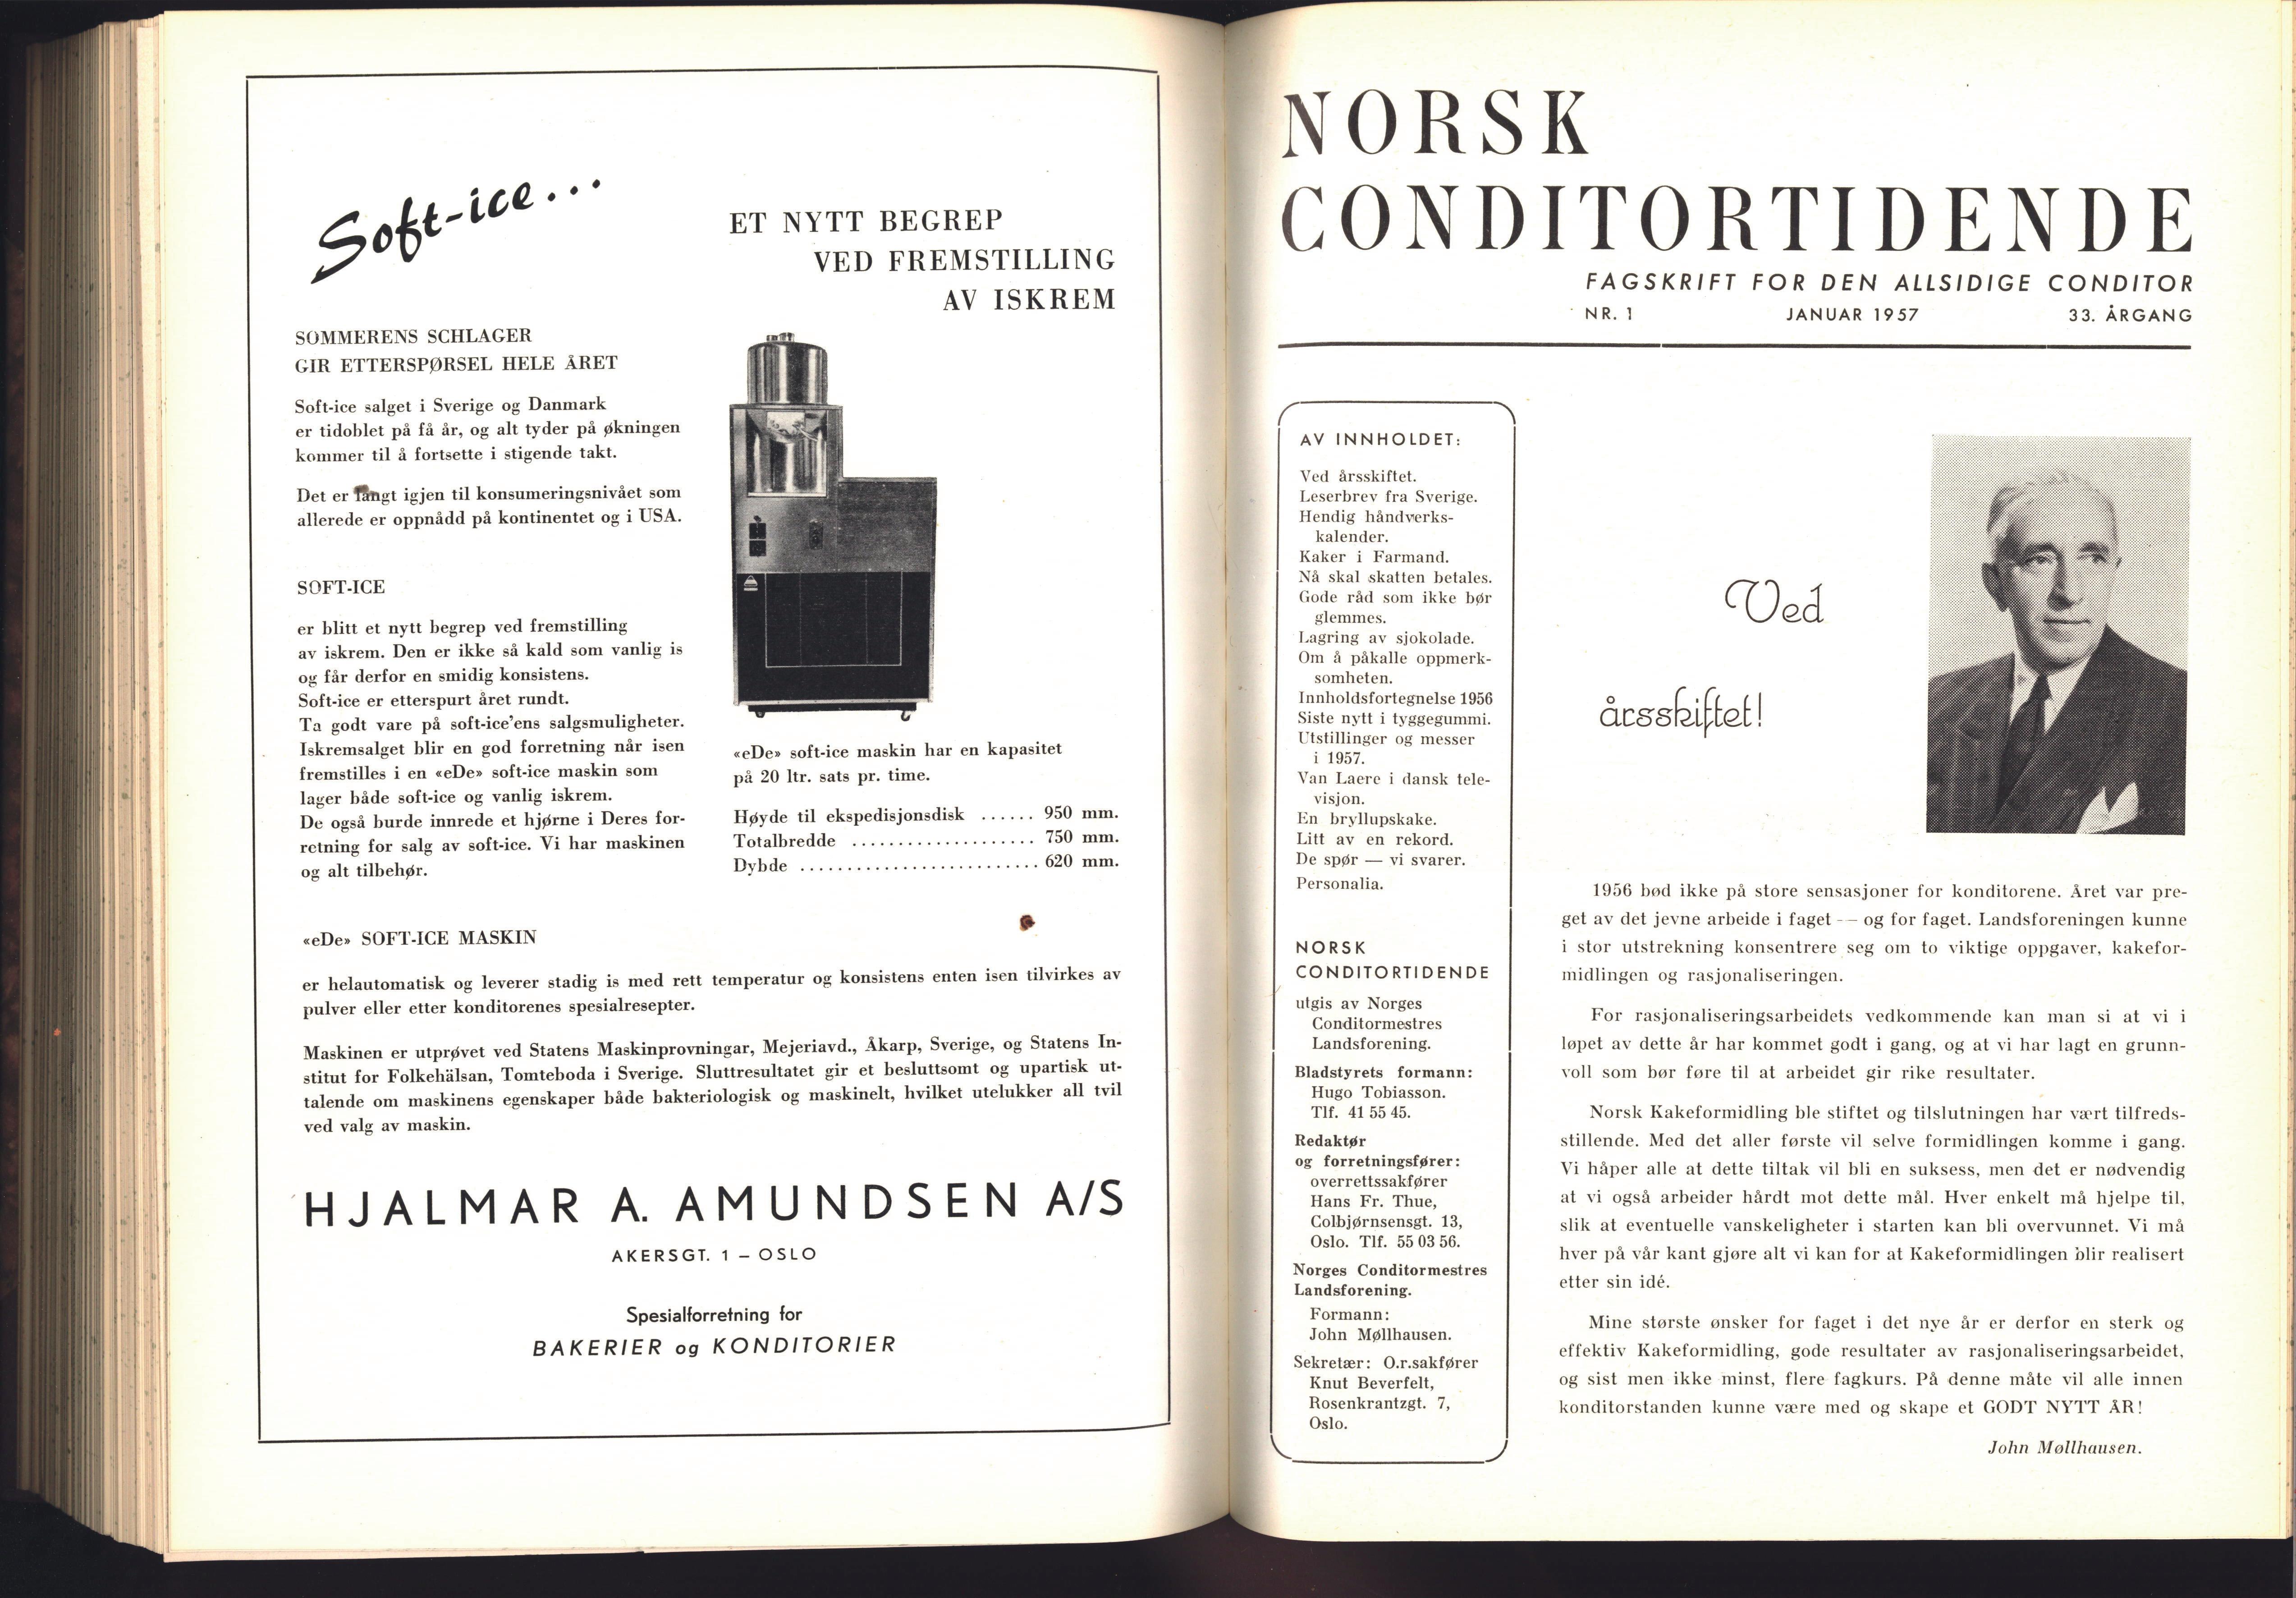 Soft-ice...
ET NYTT BEGREP
VED FREMSTILLING
AV ISKREM
SOMMERENS SCHLAGER
GIR ETTERSPØRSEL HELE ÅRET
Soft-ice salget i Sverige og Danmark
er tidoblet på få år, og alt tyder på økningen
kommer til å fortsette i stigende takt.
Det er langt igjen til konsumeringsnivået som
allerede er oppnådd på kontinentet og i USA.
SOFT-ICE
er blitt et nytt begrep ved fremstilling
av iskrem. Den er ikke så kald som vanlig is
og får derfor en smidig konsistens.
Soft-ice er etterspurt året rundt.
Ta godt vare på soft-ice'ens salgsmuligheter.
Iskremsalget blir en god forretning når isen
fremstilles i en «eDe» soft-ice maskin som
lager både soft-ice og vanlig iskrem.
De også burde innrede et hjørne i Deres for-
retning for salg av soft-ice. Vi har maskinen
og alt tilbehør.
«eDe» soft-ice maskin har en kapasitet
på 20 ltr. sats pr. time.
Høyde til ekspedisjonsdisk ...... 950 mm.
Totalbredde .................... 750 mm.
Dybde ......................... 620 mm.
«eDe» SOFT-ICE MASKIN
er helautomatisk og leverer stadig is med rett temperatur og konsistens enten isen tilvirkes av
pulver eller etter konditorenes spesialresepter.
Maskinen er utprøvet ved Statens Maskinprovningar, Mejeriavd., Åkarp, Sverige, og Statens In-
stitut for Folkehälsan, Tomteboda i Sverige. Sluttresultatet gir et besluttsomt og upartisk ut-
talende om maskinens egenskaper både bakteriologisk og maskinelt, hvilket utelukker all tvil
ved valg av maskin.
HJALMAR A. AMUNDSEN A/S
AKERSGT. 1 – OSLO
Spesialforretning for
BAKERIER og KONDITORIER
NORSK
CONDITORTIDENDE
FAGSKRIFT FOR DEN ALLSIDIGE CONDITOR
NR. 1 JANUAR 1957 33. ÅRGANG
AV INNHOLDET:
Ved årsskiftet.
Leserbrev fra Sverige.
Hendig håndverks-
kalender.
Kaker i Farmand.
Nå skal skatten betales.
Gode råd som ikke bør
glemmes.
Lagring av sjokolade.
Om å påkalle oppmerk-
somheten.
Innholdsfortegnelse 1956
Siste nytt i tyggegummi.
Utstillinger og messer
i 1957.
Van Laere i dansk tele-
visjon.
En bryllupskake.
Litt av en rekord.
De spør — vi svarer.
Personalia.
NORSK
CONDITORTIDENDE
utgis av Norges
Conditormestres
Landsforening.
Bladstyrets formann:
Hugo Tobiasson.
Tlf. 41 55 45.
Redaktør
og forretningsfører:
overrettssakfører
Hans Fr. Thue,
Colbjørnsensgt. 13,
Oslo. Tlf. 55 03 56.
Norges Conditormestres
Landsforening.
Formann:
John Møllhausen.
Sekretær: O.r.sakfører
Knut Beverfelt,
Rosenkrantzgt. 7,
Oslo.
Ved
årsskiftet!
1956 bød ikke på store sensasjoner for konditorene. Året var pre-
get av det jevne arbeide i faget — og for faget. Landsforeningen kunne
i stor utstrekning konsentrere seg om to viktige oppgaver, kakefor-
midlingen og rasjonaliseringen.
For rasjonaliseringsarbeidets vedkommende kan man si at vi i
løpet av dette år har kommet godt i gang, og at vi har lagt en grunn-
voll som bør føre til at arbeidet gir rike resultater.
Norsk Kakeformidling ble stiftet og tilslutningen har vært tilfreds-
stillende. Med det aller første vil selve formidlingen komme i gang.
Vi håper alle at dette tiltak vil bli en suksess, men det er nødvendig
at vi også arbeider hårdt mot dette mål. Hver enkelt må hjelpe til,
slik at eventuelle vanskeligheter i starten kan bli overvunnet. Vi må
hver på vår kant gjøre alt vi kan for at Kakeformidlingen blir realisert
etter sin idé.
Mine største ønsker for faget i det nye år er derfor en sterk og
effektiv Kakeformidling, gode resultater av rasjonaliseringsarbeidet,
og sist men ikke minst, flere fagkurs. På denne måte vil alle innen
konditorstanden kunne være med og skape et GODT NYTT ÅR!
John Møllhausen.